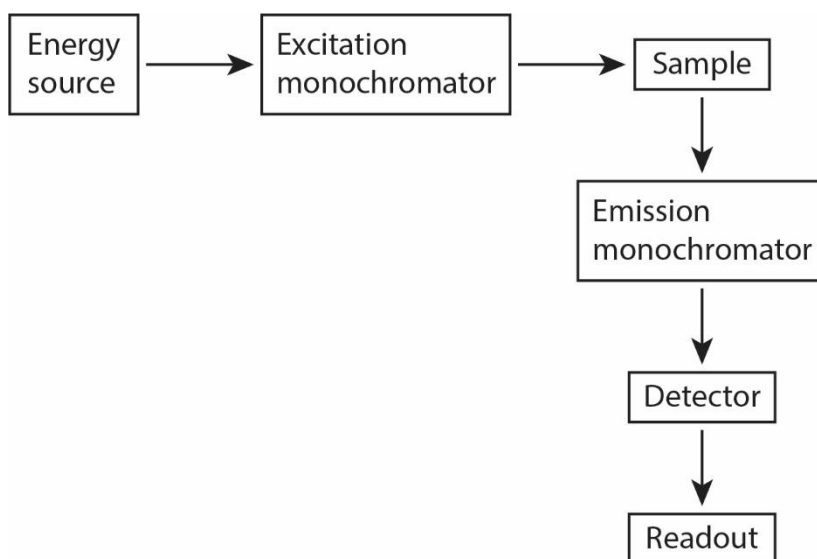 Energy
source
Excitation
monochromator
Sample
Emission
monochromator
Detector
Readout